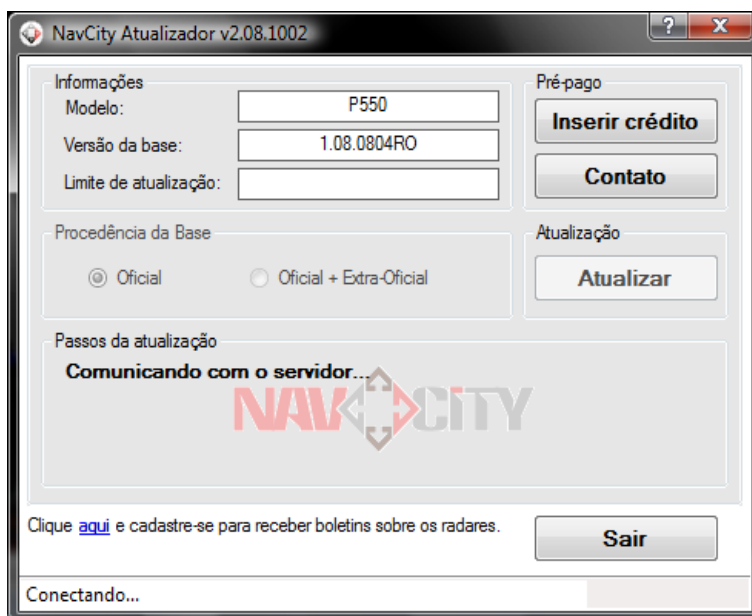 NavCity Atualizador v2.08.1002
?
X
Informações
Modelo:
P550
Versão da base:
1.08.0804RO
Limite de atualização:
Pré-pago
Inserir crédito
Contato
Procedência da Base
Oficial
Oficial + Extra-Oficial
Atualização
Atualizar
Passos da atualização
Comunicando com o servidor...
NAVCITY
Clique aqui e cadastre-se para receber boletins sobre os radares.
Sair
Conectando...